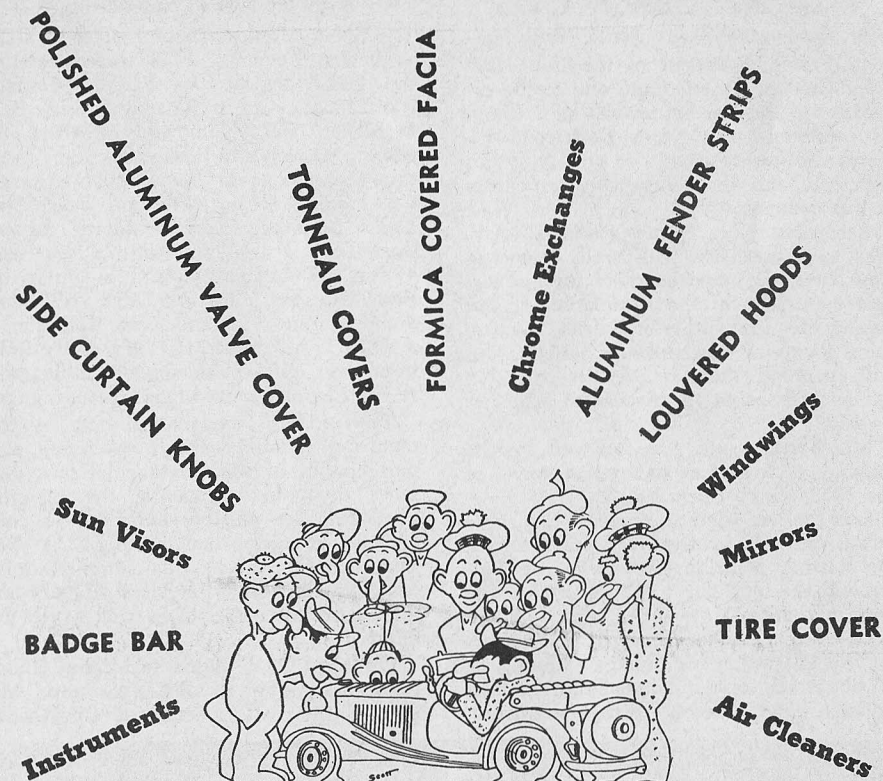 POLISHED ALUMINUM VALVE COVER
TONNEAU COVERS
FORMICA COVERED FACIA
Chrome Exchanges
ALUMINUM FENDER STRIPS
LOUVERED HOODS
SIDE CURTAIN KNOBS
Windwings
Sun Visors
Mirrors
BADGE BAR
TIRE COVER
Instruments
Air Cleaners
Scott